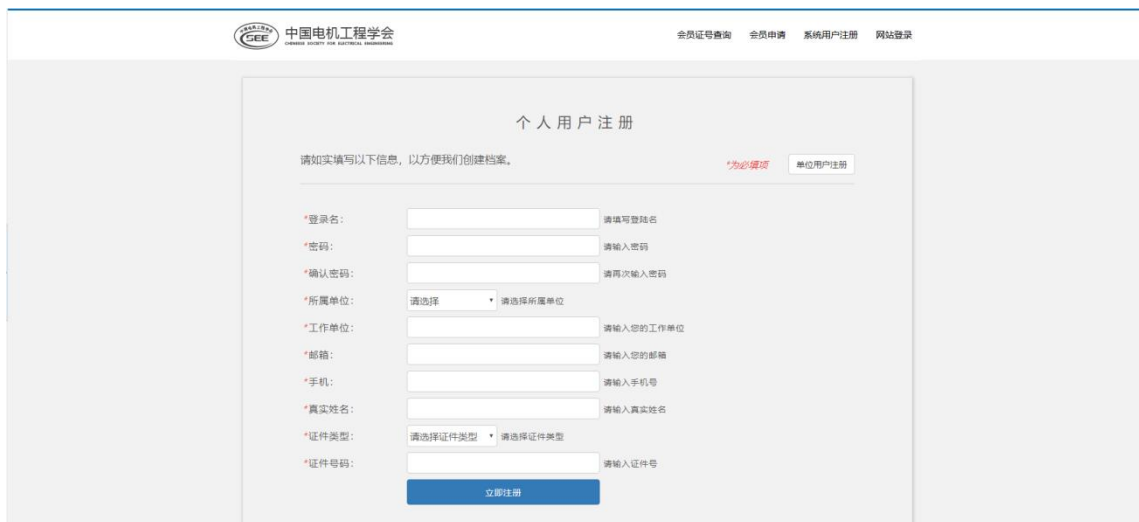 中国电机工程学会
CHINESE SOCIETY FOR ELECTRICAL ENGINEERING
CSEE
会员证号查询 会员申请 系统用户注册 网站登录
个人用户注册
请如实填写以下信息，以方便我们创建档案。 *为必填项 单位用户注册
*登录名： 请填写登陆名
*密码： 请输入密码
*确认密码： 请再次输入密码
*所属单位： 请选择 请选择所属单位
*工作单位： 请输入您的工作单位
*邮箱： 请输入您的邮箱
*手机： 请输入手机号
*真实姓名： 请输入真实姓名
*证件类型： 请选择证件类型 请选择证件类型
*证件号码： 请输入证件号
立即注册